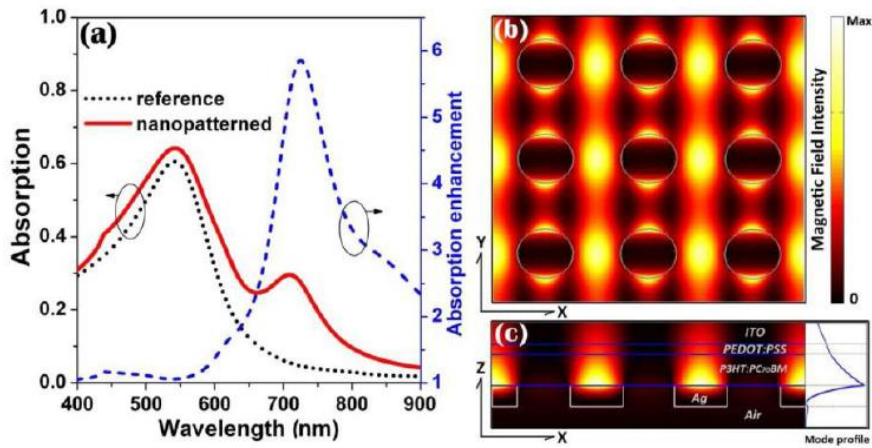 (a)
1.0
0.8
0.6
0.4
0.2
0.0
Absorption
reference
nanopatterned
6
5
4
3
2
1
Absorption enhancement
400 500 600 700 800 900
Wavelength (nm)
(b)
Y
X
Max
Magnetic Field Intensity
0
(c)
ITO
PEDOT:PSS
P3HT:PC70BM
Ag
Air
Z
X
Mode profile